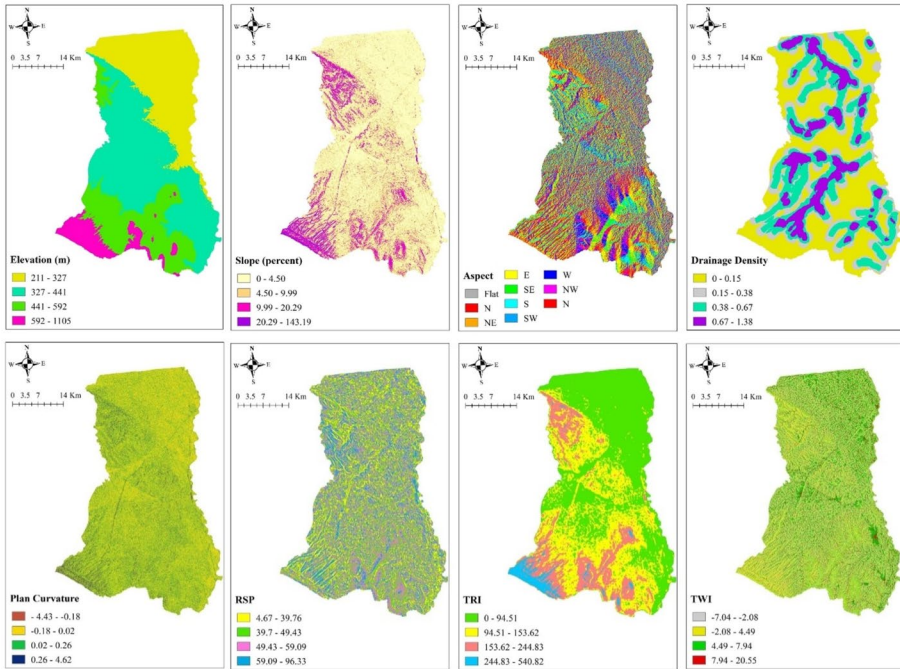 N
W E
S
0 3.5 7 14 Km
Elevation (m)
211 - 327
327 - 441
441 - 592
592 - 1105
N
W E
S
0 3.5 7 14 Km
Slope (percent)
0 - 4.50
4.50 - 9.99
9.99 - 20.29
20.29 - 143.19
N
W E
S
0 3.5 7 14 Km
Aspect
Flat
N
NE
E
SE
S
SW
W
NW
N
N
W E
S
0 3.5 7 14 Km
Drainage Density
0 - 0.15
0.15 - 0.38
0.38 - 0.67
0.67 - 1.38
N
W E
S
0 3.5 7 14 Km
Plan Curvature
- 4.43 - -0.18
-0.18 - 0.02
0.02 - 0.26
0.26 - 4.62
N
W E
S
0 3.5 7 14 Km
RSP
4.67 - 39.76
39.7 - 49.43
49.43 - 59.09
59.09 - 96.33
N
W E
S
0 3.5 7 14 Km
TRI
0 - 94.51
94.51 - 153.62
153.62 - 244.83
244.83 - 540.82
N
W E
S
0 3.5 7 14 Km
TWI
-7.04 - -2.08
-2.08 - 4.49
4.49 - 7.94
7.94 - 20.55